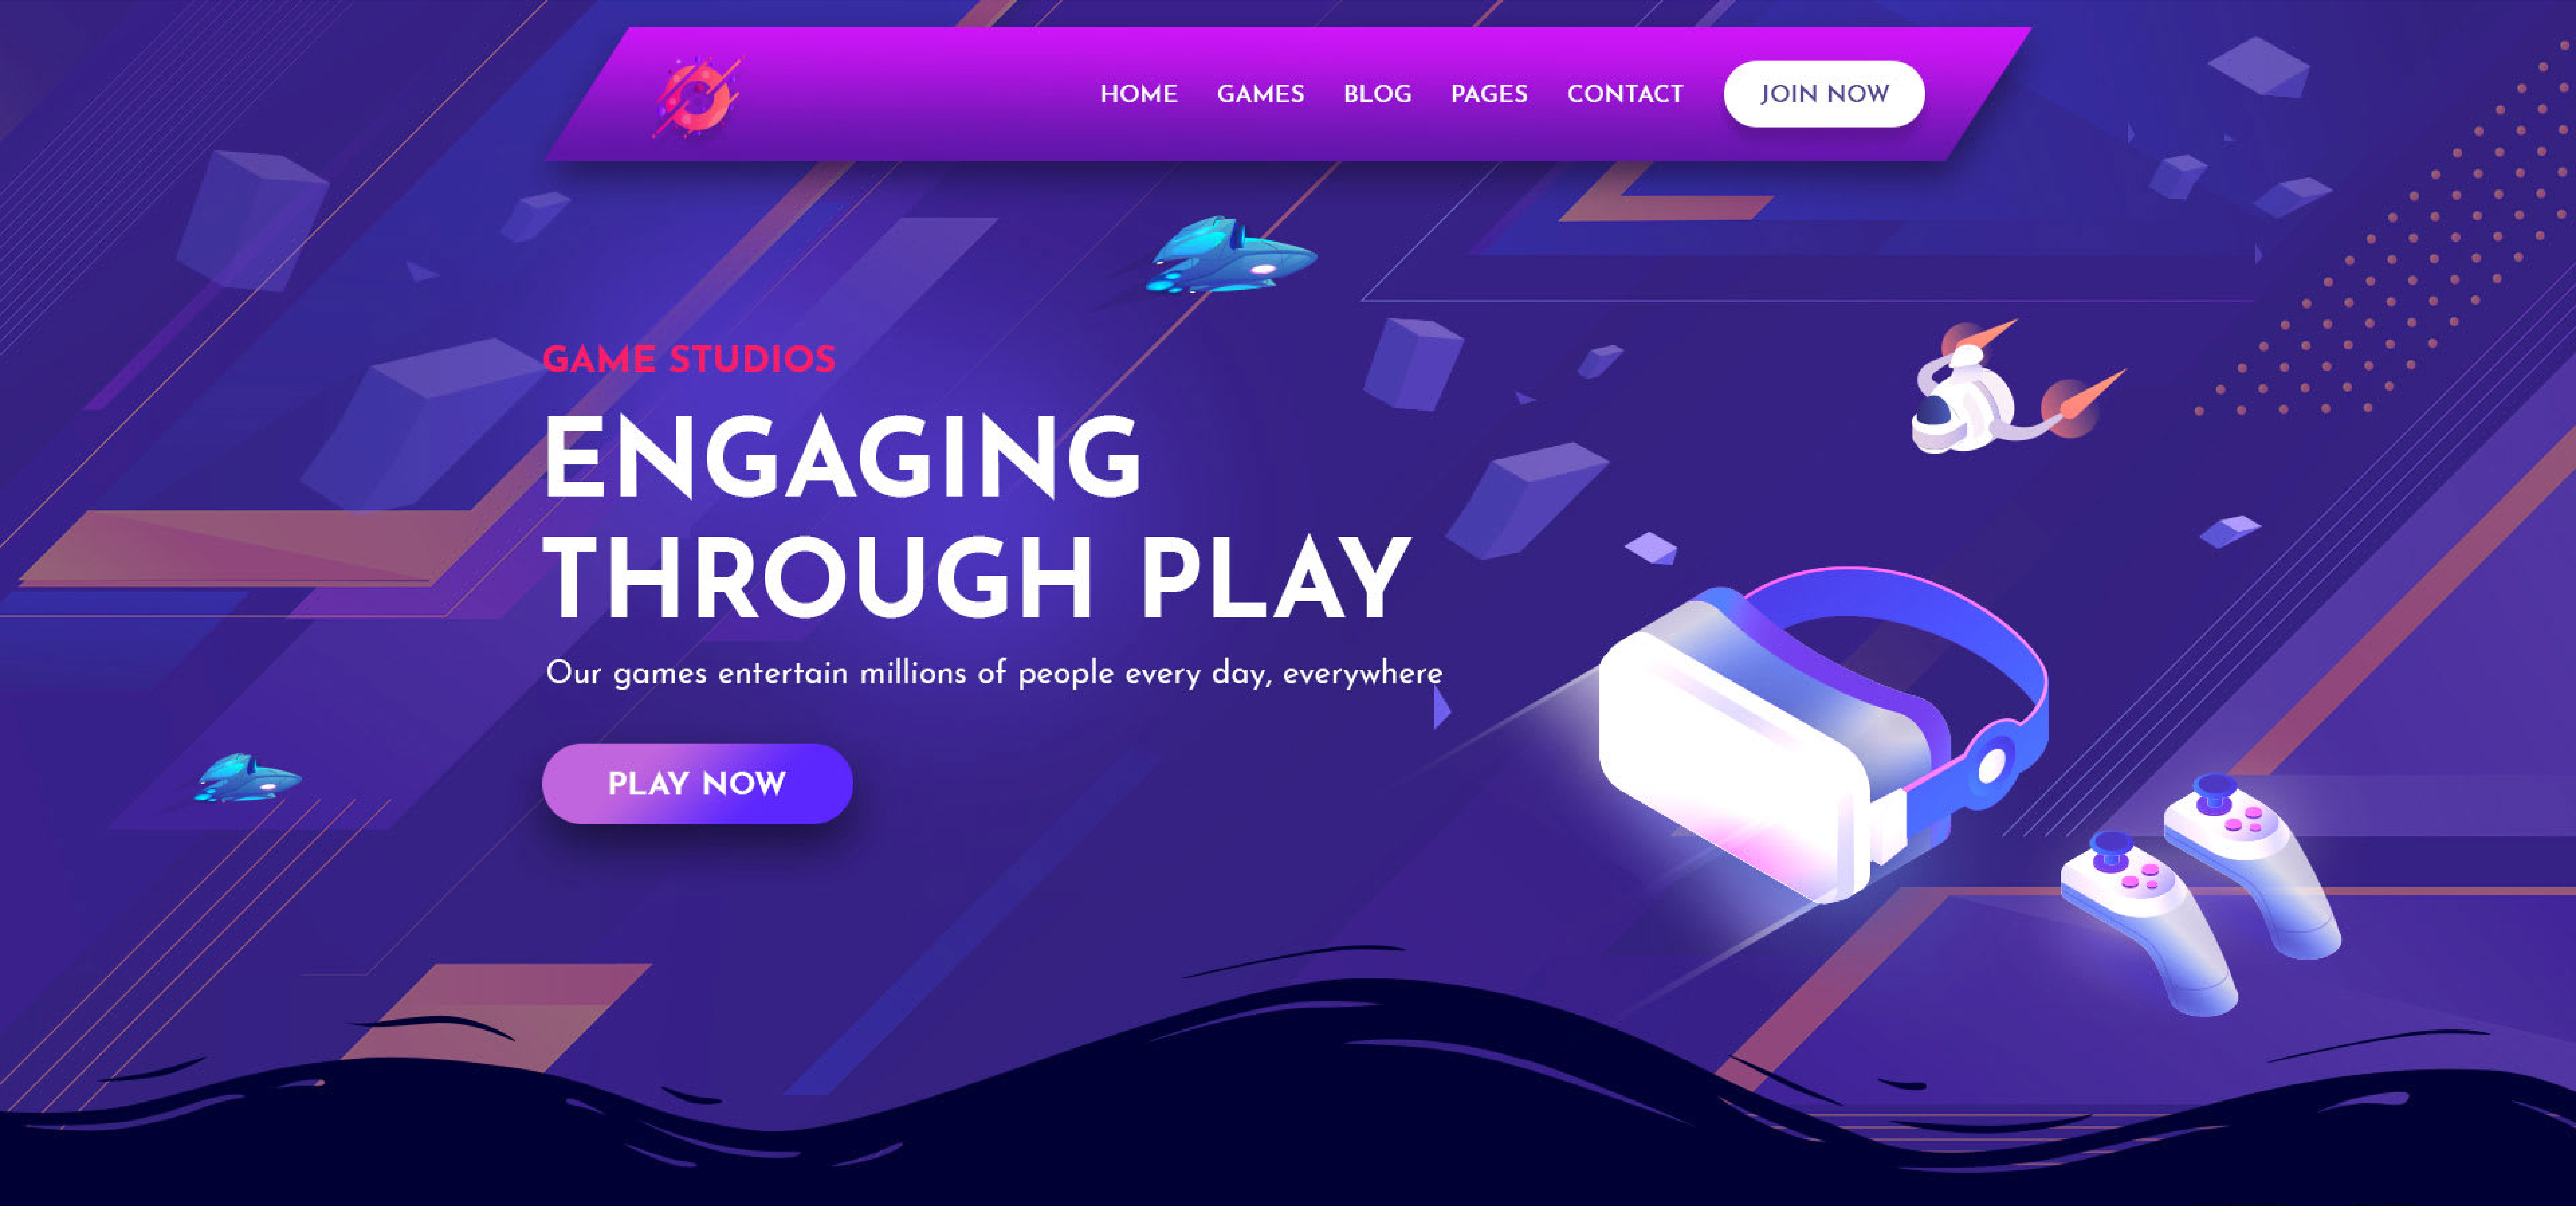 HOME GAMES BLOG PAGES CONTACT JOIN NOW
GAME STUDIOS
ENGAGING
THROUGH PLAY
Our games entertain millions of people every day, everywhere
PLAY NOW